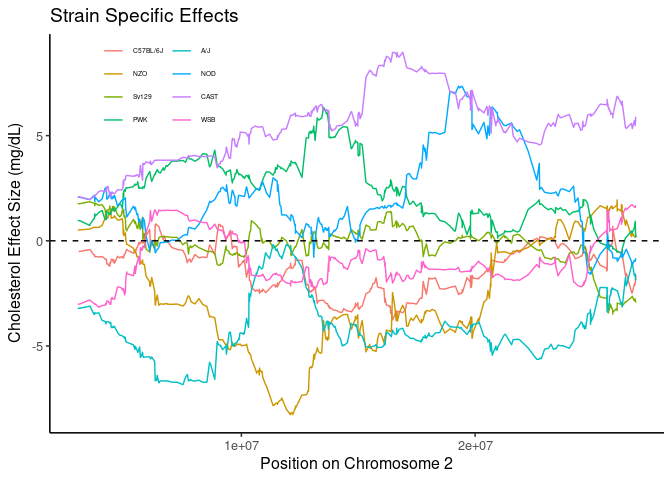 Strain Specific Effects
C57BL/6J
A/J
NZO
NOD
Sv129
CAST
PWK
WSB
Cholesterol Effect Size (mg/dL)
5
0
-5
1e+07
2e+07
Position on Chromosome 2